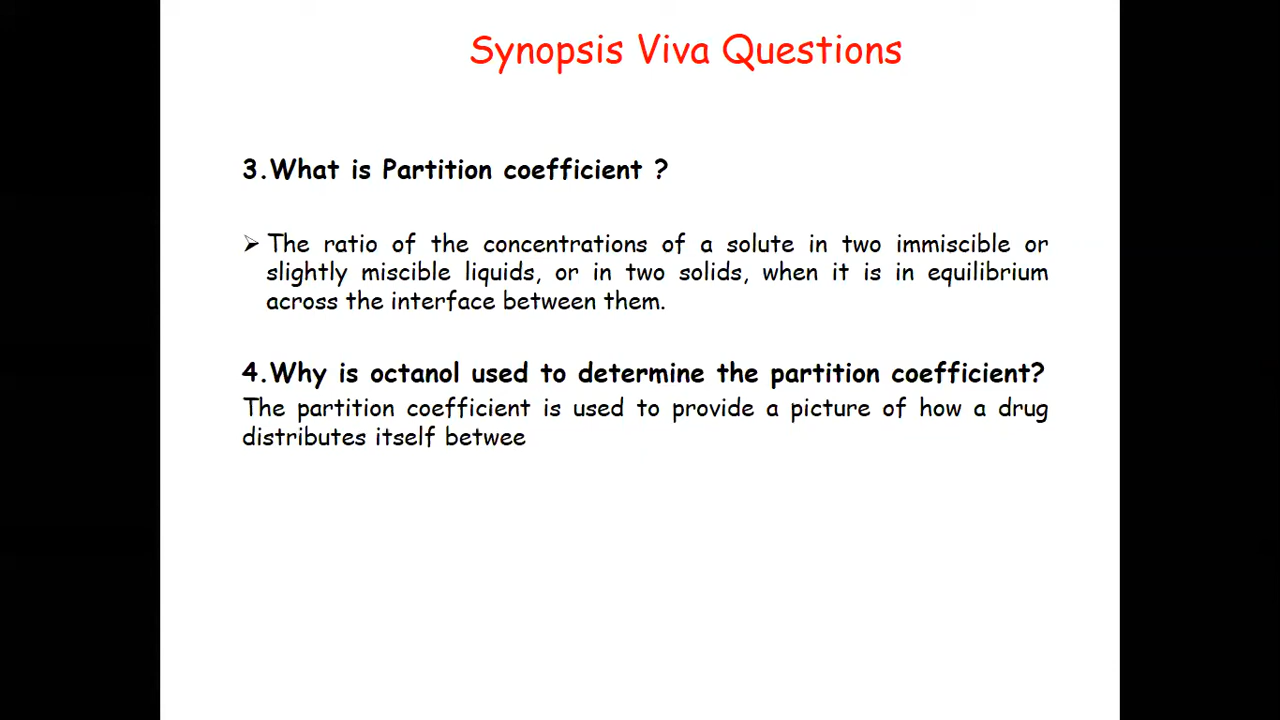 Synopsis Viva Questions
3.What is Partition coefficient ?
➢ The ratio of the concentrations of a solute in two immiscible or
slightly miscible liquids, or in two solids, when it is in equilibrium
across the interface between them.
4.Why is octanol used to determine the partition coefficient?
The partition coefficient is used to provide a picture of how a drug
distributes itself betwee